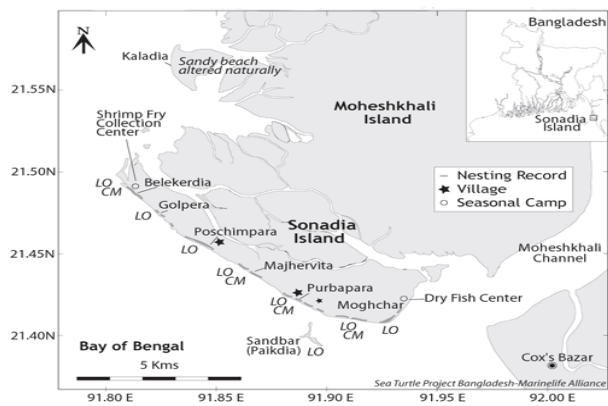 N
Bangladesh
Sonadia
Island
Kaladia
Sandy beach
altered naturally
21.55N
Moheshkhali
Island
Shrimp Fry
Collection
Center
21.50N
Nesting Record
Village
Seasonal Camp
LO
CM
Belekerdia
LO
Golpera
Sonadia
Island
Poschimpara
LO
21.45N
Moheshkhali
Channel
Majhervita
LO
CM
Purbapara
LO
CM
Moghchar
Dry Fish Center
LO
CM
LO
21.40N
Sandbar
(Paikdia)
LO
Bay of Bengal
5 Kms
Cox's Bazar
Sea Turtle Project Bangladesh-Marinelife Alliance
91.80 E
91.85 E
91.90 E
91.95 E
92.00 E